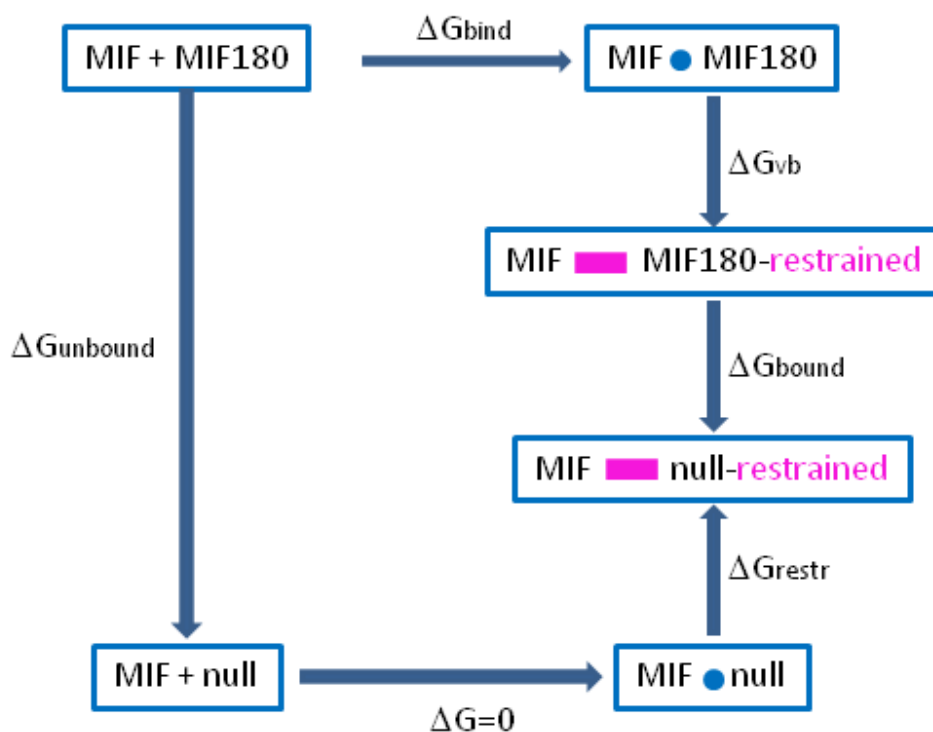 ΔGbind
MIF + MIF180
MIF ● MIF180
ΔGvb
MIF MIF180-restrained
ΔGunbound
ΔGbound
MIF null-restrained
ΔGrestr
MIF + null
MIF ● null
ΔG=0